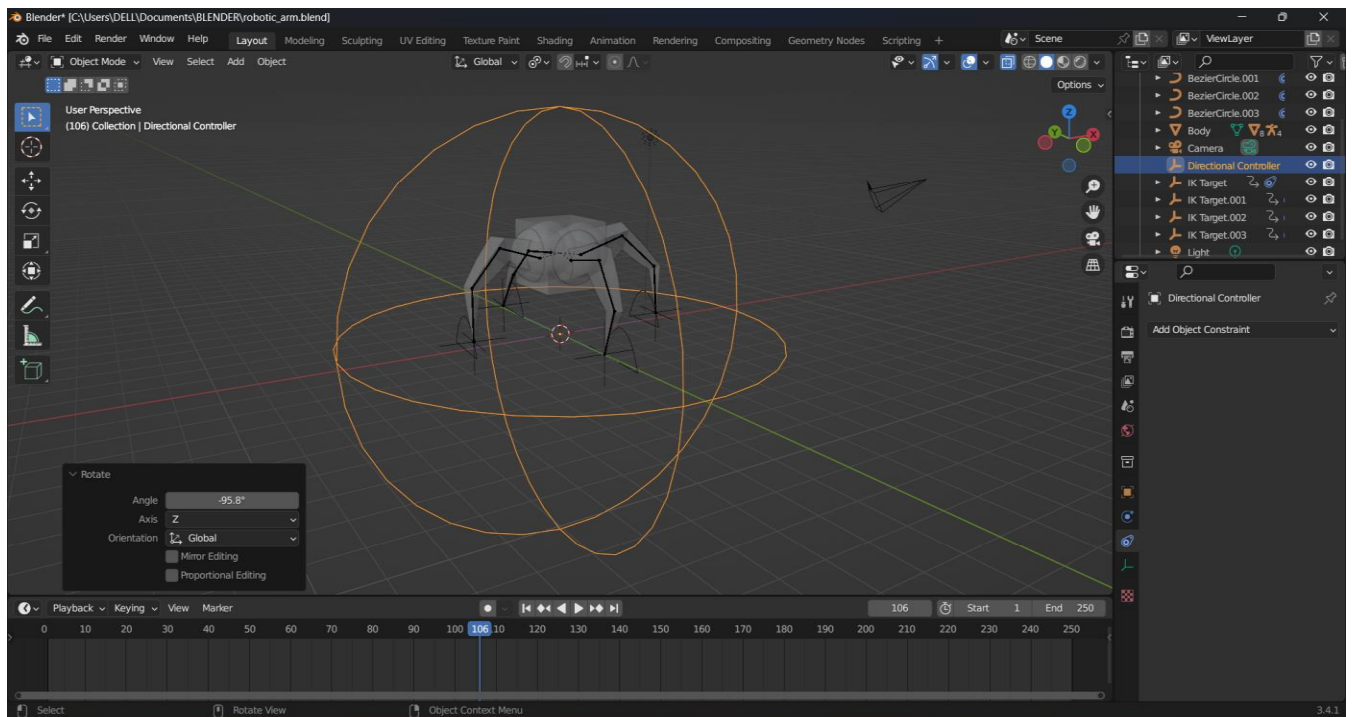 Blender* [C:\Users\DELL\Documents\BLENDER\robotic_arm.blend]
File Edit Render Window Help Layout Modeling Sculpting UV Editing Texture Paint Shading Animation Rendering Compositing Geometry Nodes Scripting + Scene ViewLayer
Object Mode View Select Add Object Global
Options
User Perspective
(106) Collection | Directional Controller
Z
Y
X
BezierCircle.001
BezierCircle.002
BezierCircle.003
Body 8 4
Camera
Directional Controller
IK Target
IK Target.001
IK Target.002
IK Target.003
Light
Directional Controller
Add Object Constraint
Rotate
Angle -95.8°
Axis Z
Orientation Global
Mirror Editing
Proportional Editing
Playback Keying View Marker 106 Start 1 End 250
0 10 20 30 40 50 60 70 80 90 100 106 110 120 130 140 150 160 170 180 190 200 210 220 230 240 250
Select Rotate View Object Context Menu 3.4.1